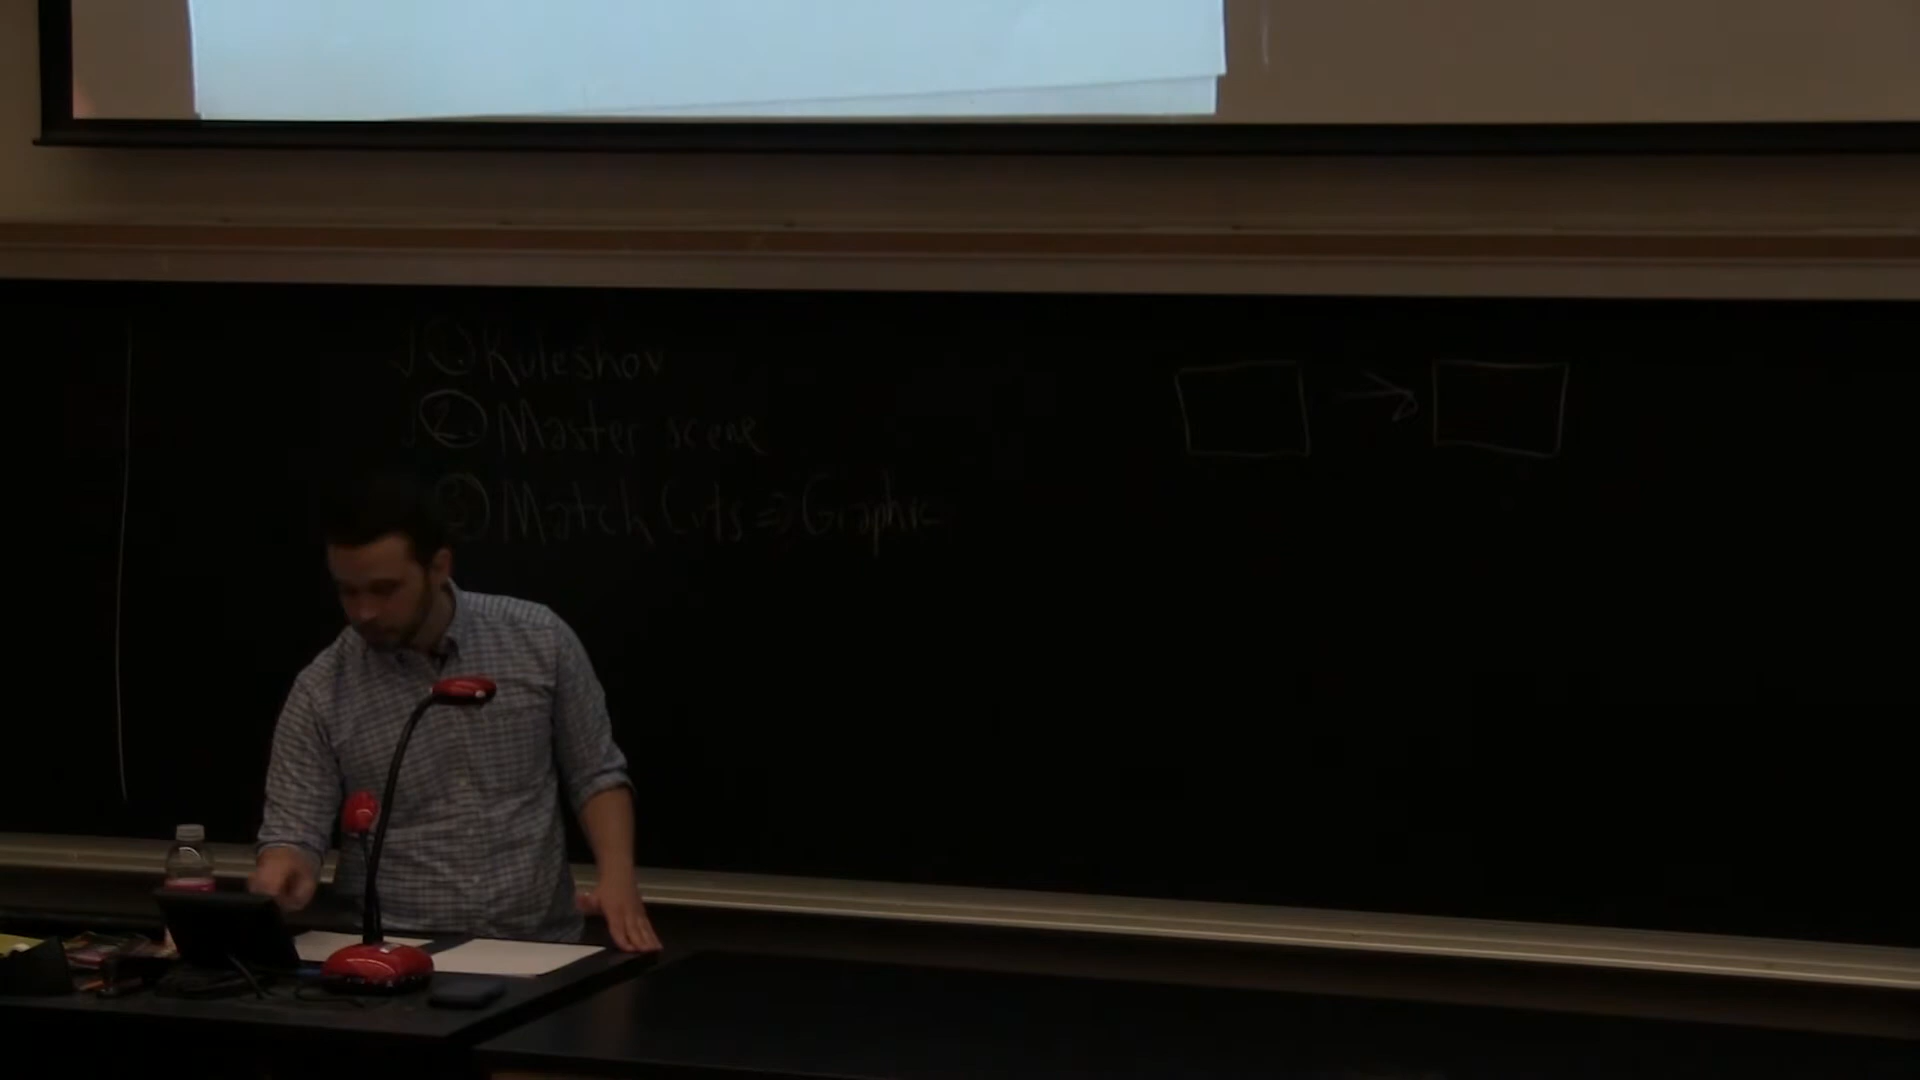 ✓ ① Kuleshov
✓ ② Master scene
③ Match Cuts ⇒ Graphic